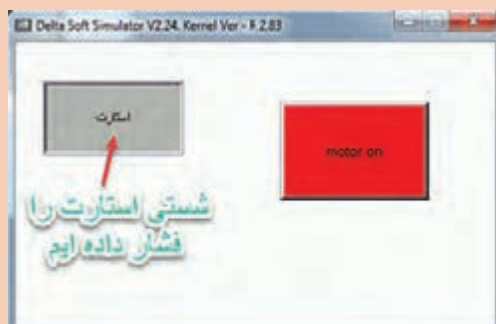 Delta Soft Simulator V2.24. Kernel Ver - R 2.83
استارت
motor on
شستی استارت را
فشار داده ایم